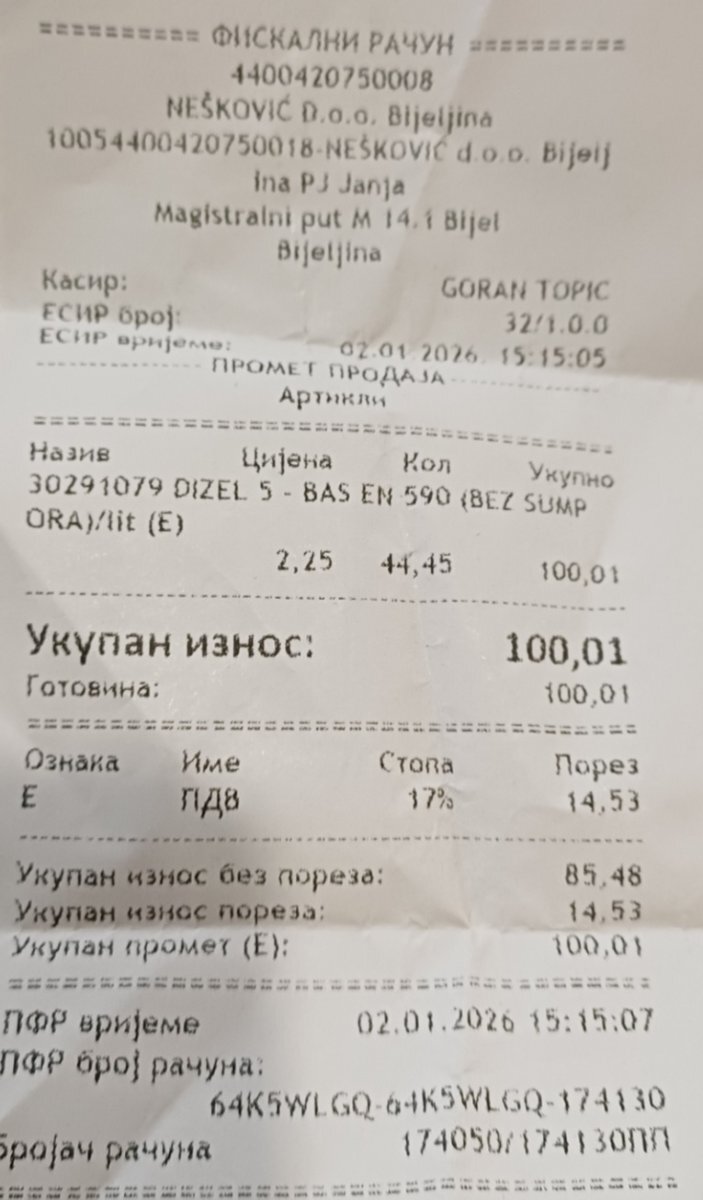 ========== ФИСКАЛНИ РАЧУН ==========
4400420750008
NEŠKOVIĆ D.o.o. Bijeljina
10054400420750018-NEŠKOVIĆ d.o.o. Bijelj
ina PJ Janja
Magistralni put M 14.1 Bijel
Bijeljina
Касир: GORAN TOPIC
ЕСИР број: 32/1.0.0
ЕСИР вријеме: 02.01.2026. 15:15:05
ПРОМЕТ ПРОДАЈА
Артикли
Назив Цијена Кол Укупно
30291079 DIZEL 5 - BAS EN 590 (BEZ SUMP
ORA)/lit (E)
2,25 44,45 100,01
Укупан износ: 100,01
Готовина: 100,01
Ознака Име Стопа Порез
Е ПДВ 17% 14,53
Укупан износ без пореза: 85,48
Укупан износ пореза: 14,53
Укупан промет (Е): 100,01
ПФР вријеме 02.01.2026 15:15:07
ПФР број рачуна:
64K5WLGQ-64K5WLGQ-174130
бројач рачуна 174050/174130ПП